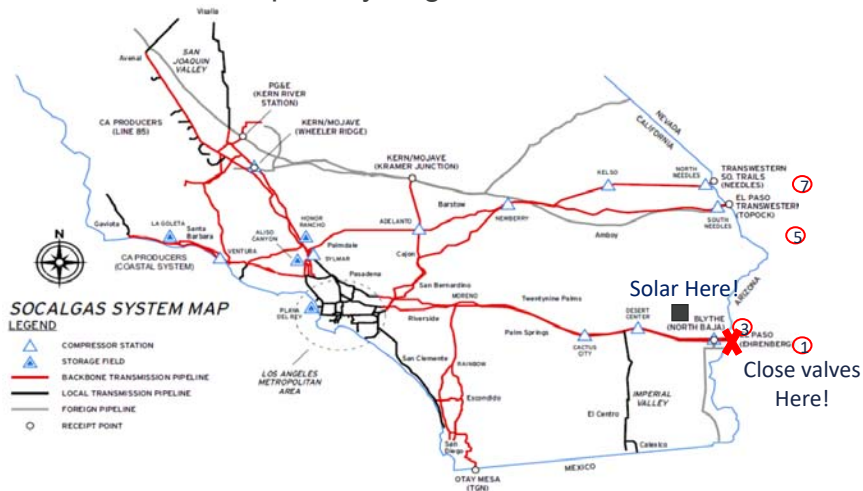 Visalia
Avenal
SAN
JOAQUIN
VALLEY
PG&E
(KERN RIVER
STATION)
CA PRODUCERS
(LINE 85)
KERN/MOJAVE
(WHEELER RIDGE)
KERN/MOJAVE
(KRAMER JUNCTION)
NEVADA
CALIFORNIA
KELSO
NORTH
NEEDLES
TRANSWESTERN
SO. TRAILS
(NEEDLES)
7
EL PASO
TRANSWESTERN
(TOPOCK)
Barstow
NEWBERRY
SOUTH
NEEDLES
Amboy
5
Gaviota
LA GOLETA
Santa
Barbara
ALISO
CANYON
HONOR
RANCHO
ADELANTO
Palmdale
SYLMAR
Cajon
VENTURA
CA PRODUCERS
(COASTAL SYSTEM)
N
Pasadena
San Bernardino
ARIZONA
Solar Here!
SOCALGAS SYSTEM MAP
LEGEND
COMPRESSOR STATION
STORAGE FIELD
BACKBONE TRANSMISSION PIPELINE
LOCAL TRANSMISSION PIPELINE
FOREIGN PIPELINE
RECEIPT POINT
PLAYA
DEL REY
MORENO
Riverside
Twentynine Palms
Palm Springs
DESERT
CENTER
BLYTHE
(NORTH BAJA)
3
EL PASO
(EHRENBERG)
1
CACTUS
CITY
Close valves
Here!
LOS ANGELES
METROPOLITAN
AREA
San Clemente
RAINBOW
Escondido
IMPERIAL
VALLEY
El Centro
Calexico
San
Diego
MEXICO
OTAY MESA
(TGN)